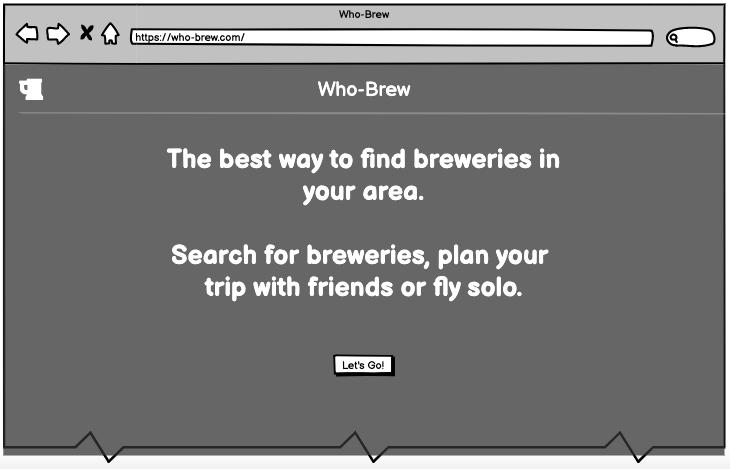 Who-Brew
https://who-brew.com/
Who-Brew
The best way to find breweries in
your area.
Search for breweries, plan your
trip with friends or fly solo.
Let's Go!